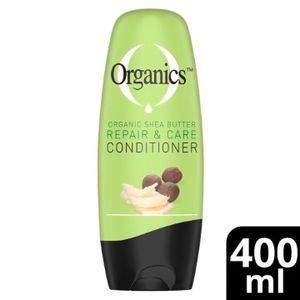 Organics™
ORGANIC SHEA BUTTER
REPAIR & CARE
CONDITIONER
400
ml